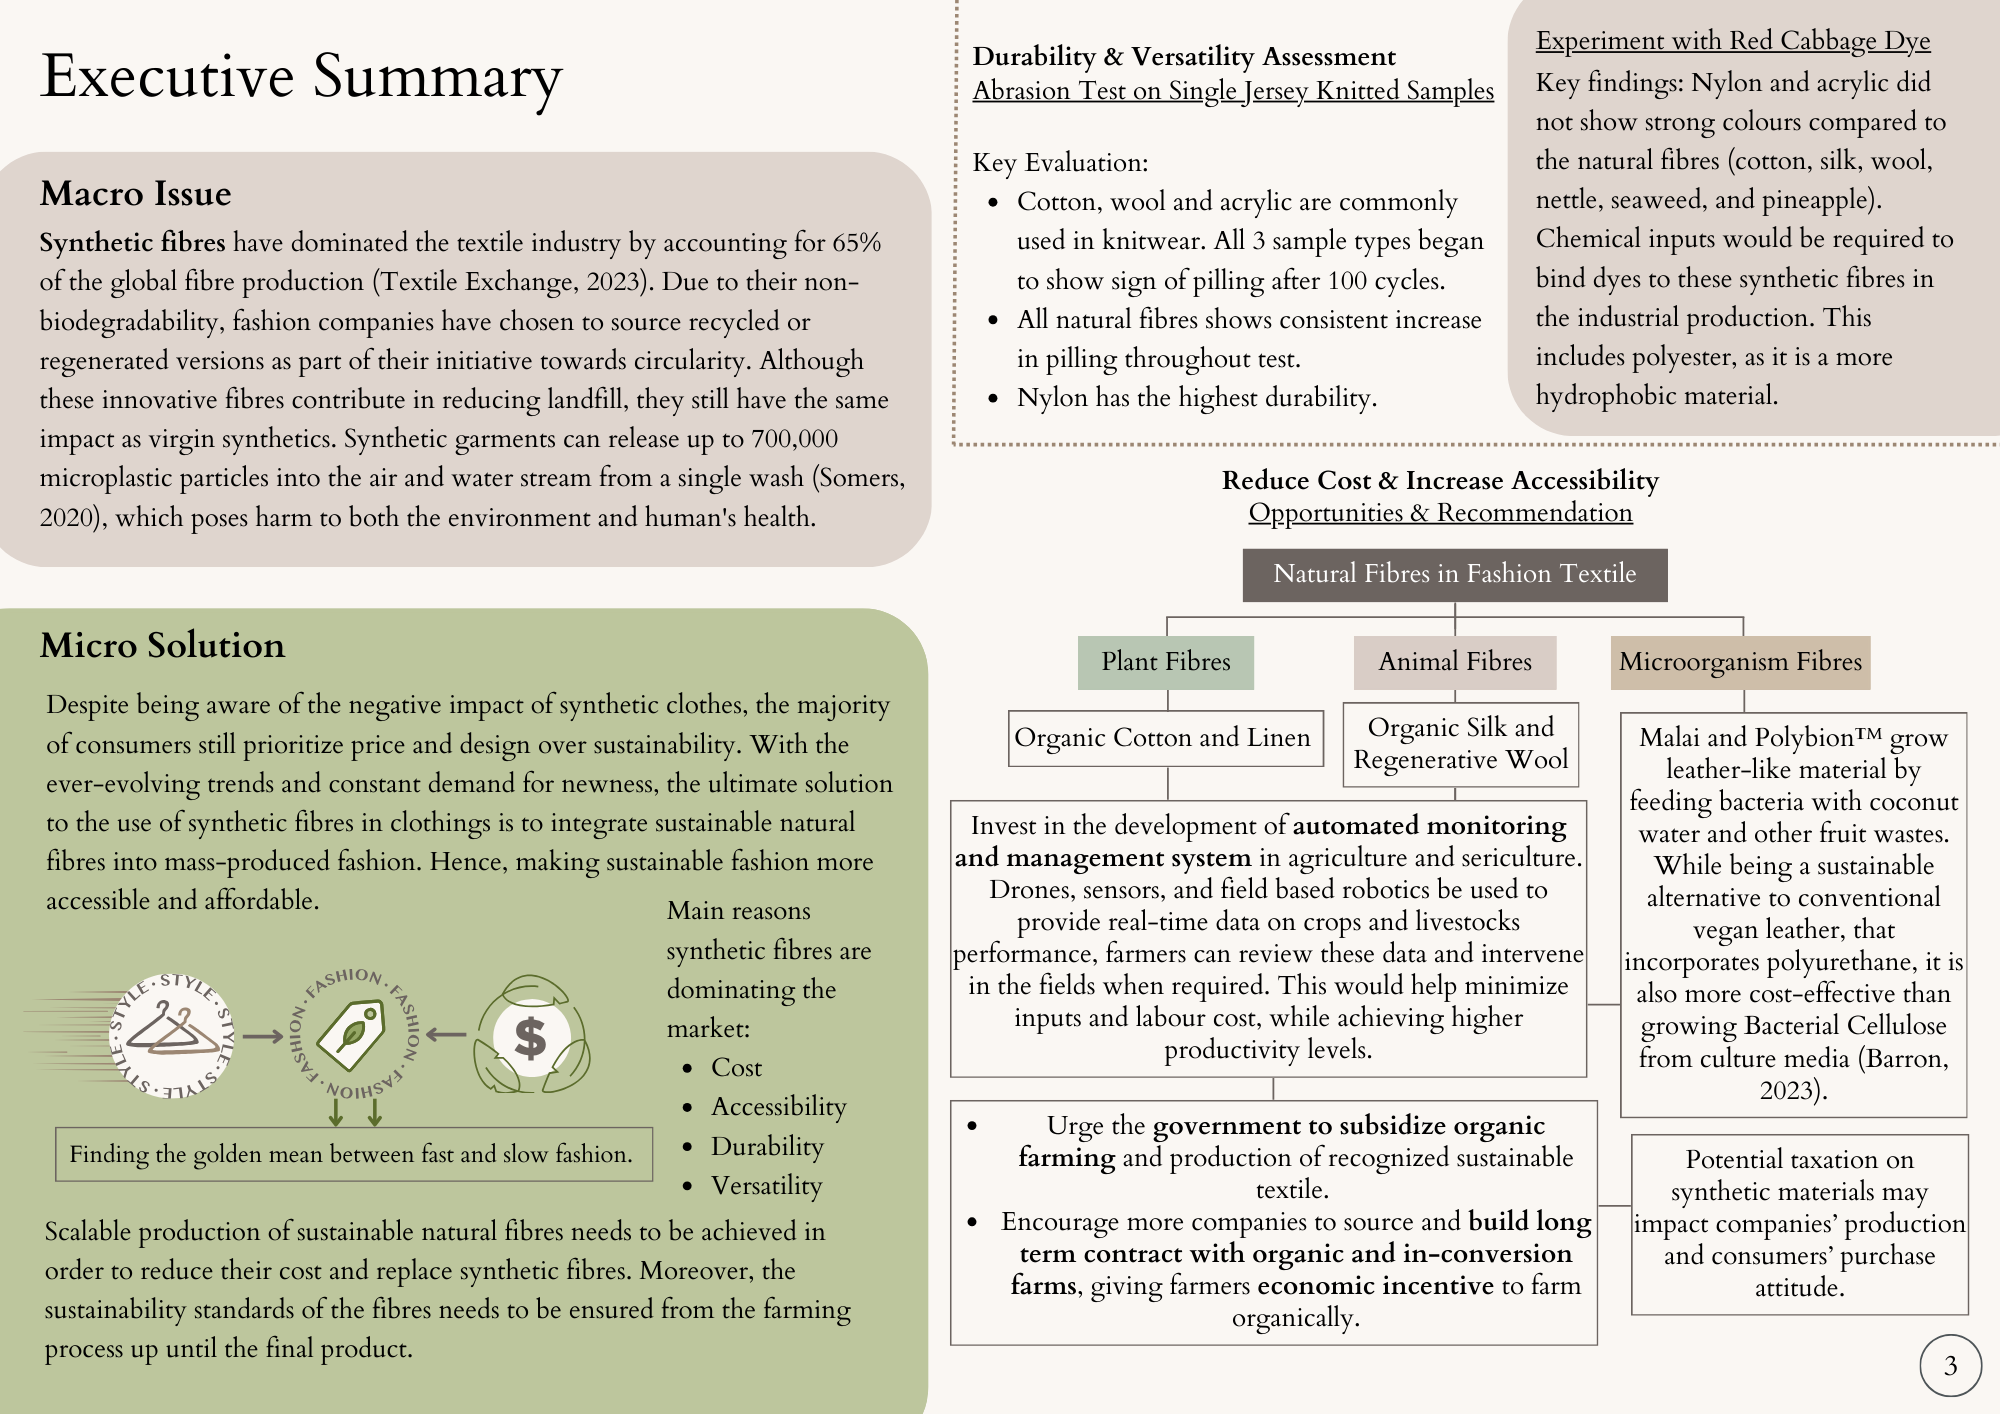 Executive Summary
Macro Issue
Synthetic fibres have dominated the textile industry by accounting for 65%
of the global fibre production (Textile Exchange, 2023). Due to their non-
biodegradability, fashion companies have chosen to source recycled or
regenerated versions as part of their initiative towards circularity. Although
these innovative fibres contribute in reducing landfill, they still have the same
impact as virgin synthetics. Synthetic garments can release up to 700,000
microplastic particles into the air and water stream from a single wash (Somers,
2020), which poses harm to both the environment and human's health.
Micro Solution
Despite being aware of the negative impact of synthetic clothes, the majority
of consumers still prioritize price and design over sustainability. With the
ever-evolving trends and constant demand for newness, the ultimate solution
to the use of synthetic fibres in clothings is to integrate sustainable natural
fibres into mass-produced fashion. Hence, making sustainable fashion more
accessible and affordable.
STYLE · STYLE · STYLE · STYLE ·
FASHION · FASHION · FASHION · FASHION ·
$
Finding the golden mean between fast and slow fashion.
Main reasons
synthetic fibres are
dominating the
market:
• Cost
• Accessibility
• Durability
• Versatility
Scalable production of sustainable natural fibres needs to be achieved in
order to reduce their cost and replace synthetic fibres. Moreover, the
sustainability standards of the fibres needs to be ensured from the farming
process up until the final product.
Durability & Versatility Assessment
Abrasion Test on Single Jersey Knitted Samples
Key Evaluation:
• Cotton, wool and acrylic are commonly
used in knitwear. All 3 sample types began
to show sign of pilling after 100 cycles.
• All natural fibres shows consistent increase
in pilling throughout test.
• Nylon has the highest durability.
Experiment with Red Cabbage Dye
Key findings: Nylon and acrylic did
not show strong colours compared to
the natural fibres (cotton, silk, wool,
nettle, seaweed, and pineapple).
Chemical inputs would be required to
bind dyes to these synthetic fibres in
the industrial production. This
includes polyester, as it is a more
hydrophobic material.
Reduce Cost & Increase Accessibility
Opportunities & Recommendation
Natural Fibres in Fashion Textile
Plant Fibres
Animal Fibres
Microorganism Fibres
Organic Cotton and Linen
Organic Silk and
Regenerative Wool
Malai and Polybion™ grow
leather-like material by
feeding bacteria with coconut
water and other fruit wastes.
While being a sustainable
alternative to conventional
vegan leather, that
incorporates polyurethane, it is
also more cost-effective than
growing Bacterial Cellulose
from culture media (Barron,
2023).
Invest in the development of automated monitoring
and management system in agriculture and sericulture.
Drones, sensors, and field based robotics be used to
provide real-time data on crops and livestocks
performance, farmers can review these data and intervene
in the fields when required. This would help minimize
inputs and labour cost, while achieving higher
productivity levels.
• Urge the government to subsidize organic
farming and production of recognized sustainable
textile.
• Encourage more companies to source and build long
term contract with organic and in-conversion
farms, giving farmers economic incentive to farm
organically.
Potential taxation on
synthetic materials may
impact companies’ production
and consumers’ purchase
attitude.
3